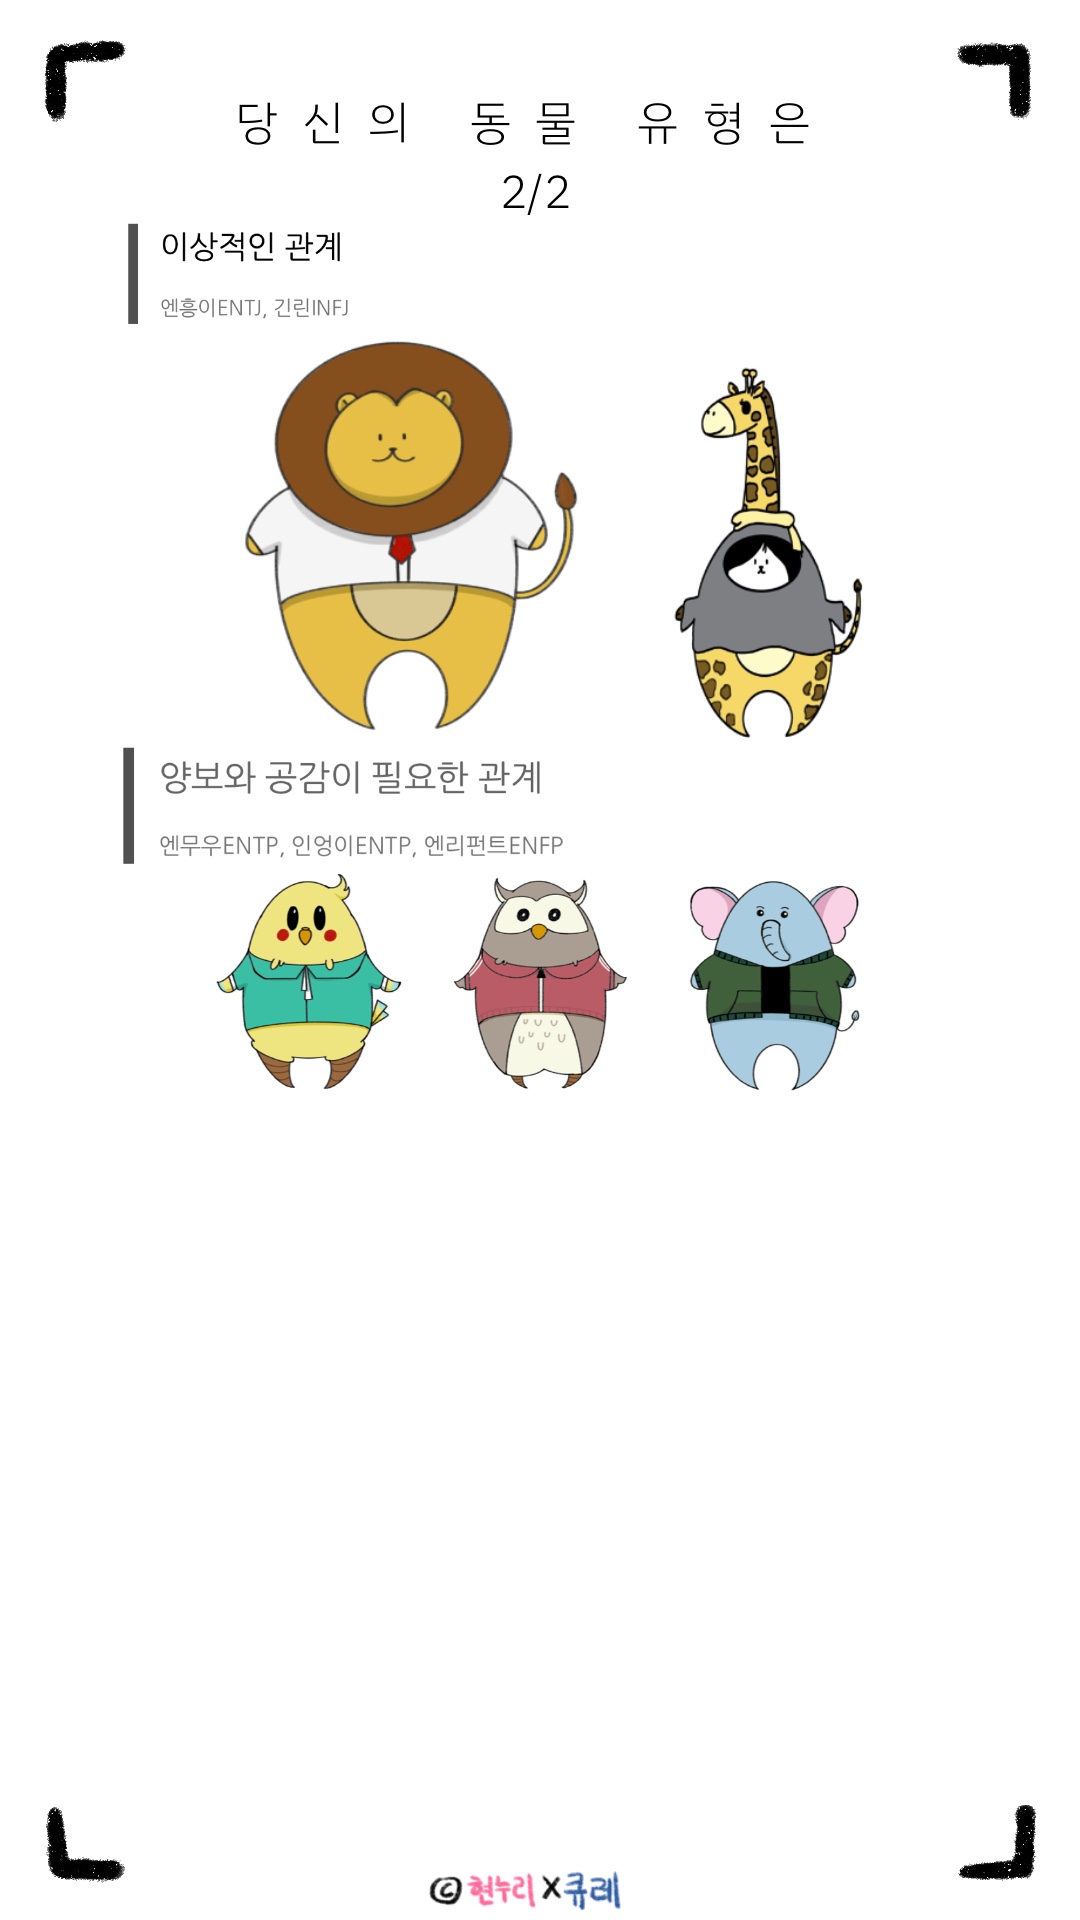 당신의 동물 유형은
2/2
이상적인 관계
엔흥이ENTJ, 긴린INFJ
양보와 공감이 필요한 관계
엔무우ENTP, 인엉이ENTP, 엔리펀트ENFP
©현누리X큐레